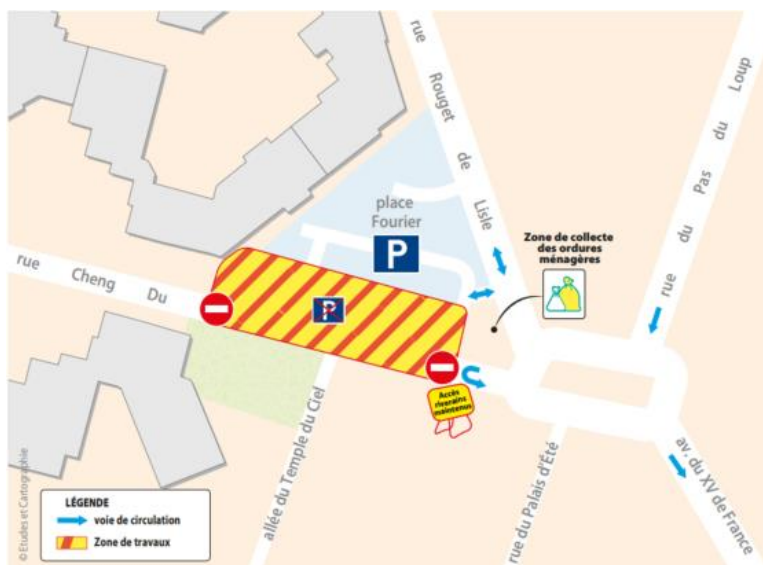 rue Rouget de Lisle
rue du Pas du Loup
place
Fourier
P
Zone de collecte
des ordures
ménagères
rue Cheng Du
P
Accès
riverains
maintenus
allée du Temple du Ciel
rue du Palais d'Été
av. du XV de France
© Etudes et Cartographie
LÉGENDE
voie de circulation
Zone de travaux